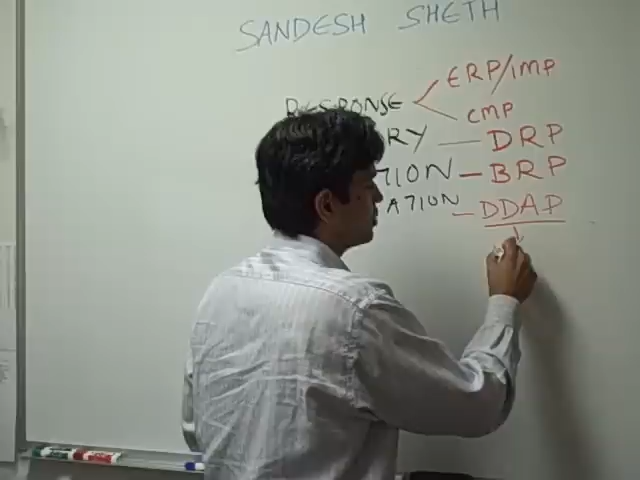 SANDESH SHETH
RESPONSE < ERP/IMP
CMP
RY — DRP
TION — BRP
ATION — DDAP